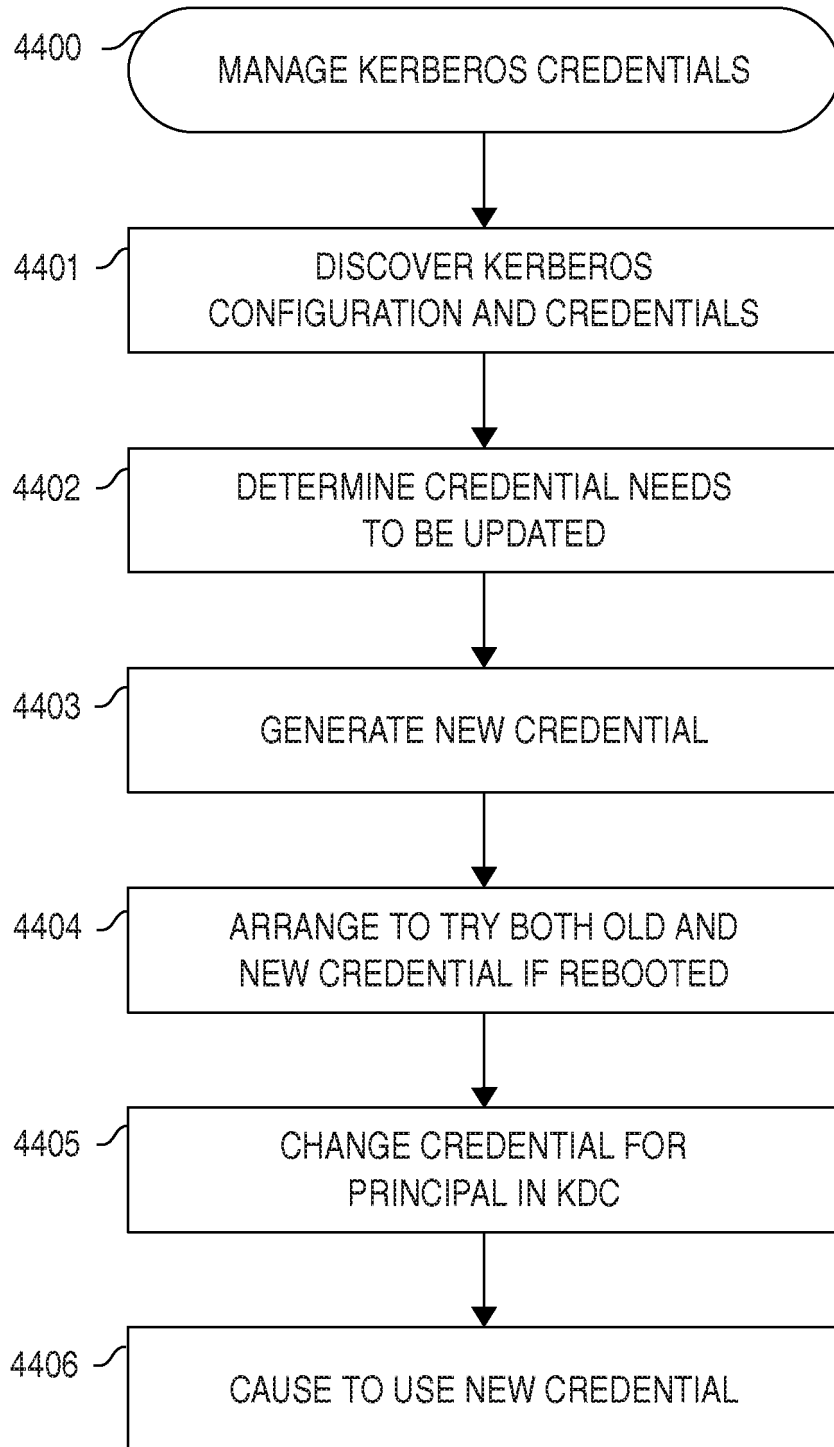 4400
MANAGE KERBEROS CREDENTIALS
4401
DISCOVER KERBEROS
CONFIGURATION AND CREDENTIALS
4402
DETERMINE CREDENTIAL NEEDS
TO BE UPDATED
4403
GENERATE NEW CREDENTIAL
4404
ARRANGE TO TRY BOTH OLD AND
NEW CREDENTIAL IF REBOOTED
4405
CHANGE CREDENTIAL FOR
PRINCIPAL IN KDC
4406
CAUSE TO USE NEW CREDENTIAL